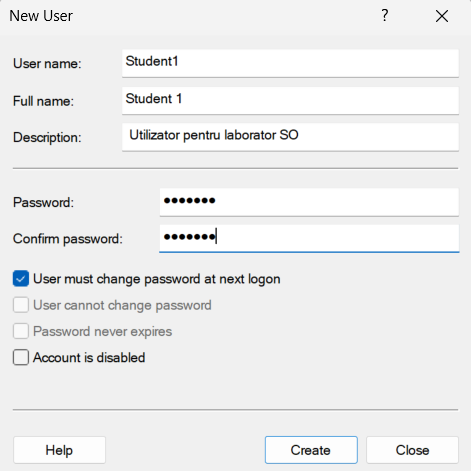 New User
?
User name: Student1
Full name: Student 1
Description: Utilizator pentru laborator SO
Password: •••••••
Confirm password: •••••••
User must change password at next logon
User cannot change password
Password never expires
Account is disabled
Help Create Close